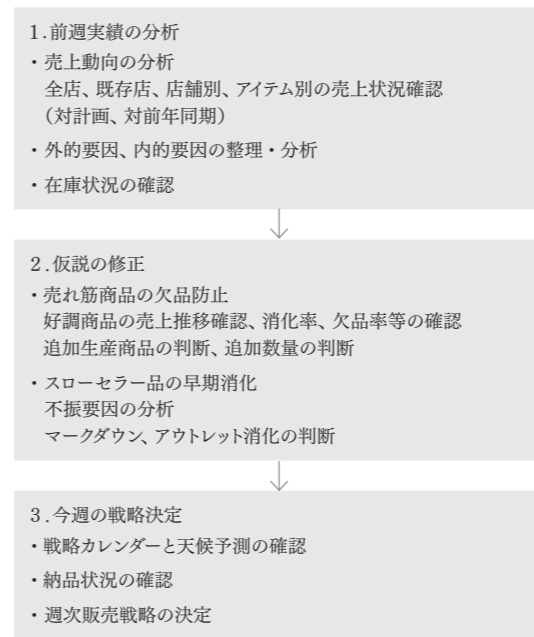 1.前週実績の分析
・売上動向の分析
全店、既存店、店舗別、アイテム別の売上状況確認
(対計画、対前年同期)
・外的要因、内的要因の整理・分析
・在庫状況の確認
2.仮説の修正
・売れ筋商品の欠品防止
好調商品の売上推移確認、消化率、欠品率等の確認
追加生産商品の判断、追加数量の判断
・スローセラー品の早期消化
不振要因の分析
マークダウン、アウトレット消化の判断
3.今週の戦略決定
・戦略カレンダーと天候予測の確認
・納品状況の確認
・週次販売戦略の決定